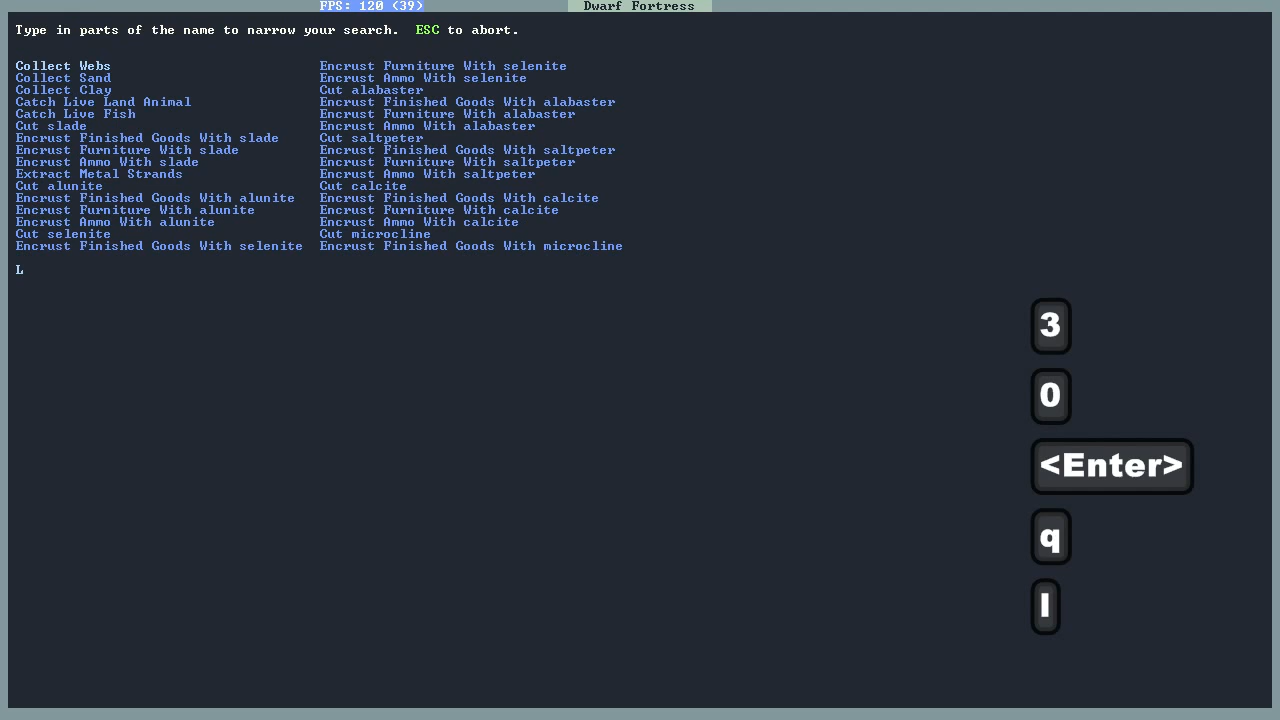 FPS: 120 (39) Dwarf Fortress
Type in parts of the name to narrow your search.  ESC to abort.
Collect Webs
Collect Sand
Collect Clay
Catch Live Land Animal
Catch Live Fish
Cut slade
Encrust Finished Goods With slade
Encrust Furniture With slade
Encrust Ammo With slade
Extract Metal Strands
Cut alunite
Encrust Finished Goods With alunite
Encrust Furniture With alunite
Encrust Ammo With alunite
Cut selenite
Encrust Finished Goods With selenite
Encrust Furniture With selenite
Encrust Ammo With selenite
Cut alabaster
Encrust Finished Goods With alabaster
Encrust Furniture With alabaster
Encrust Ammo With alabaster
Cut saltpeter
Encrust Finished Goods With saltpeter
Encrust Furniture With saltpeter
Encrust Ammo With saltpeter
Cut calcite
Encrust Finished Goods With calcite
Encrust Furniture With calcite
Encrust Ammo With calcite
Cut microcline
Encrust Finished Goods With microcline
L
3
0
<Enter>
q
l